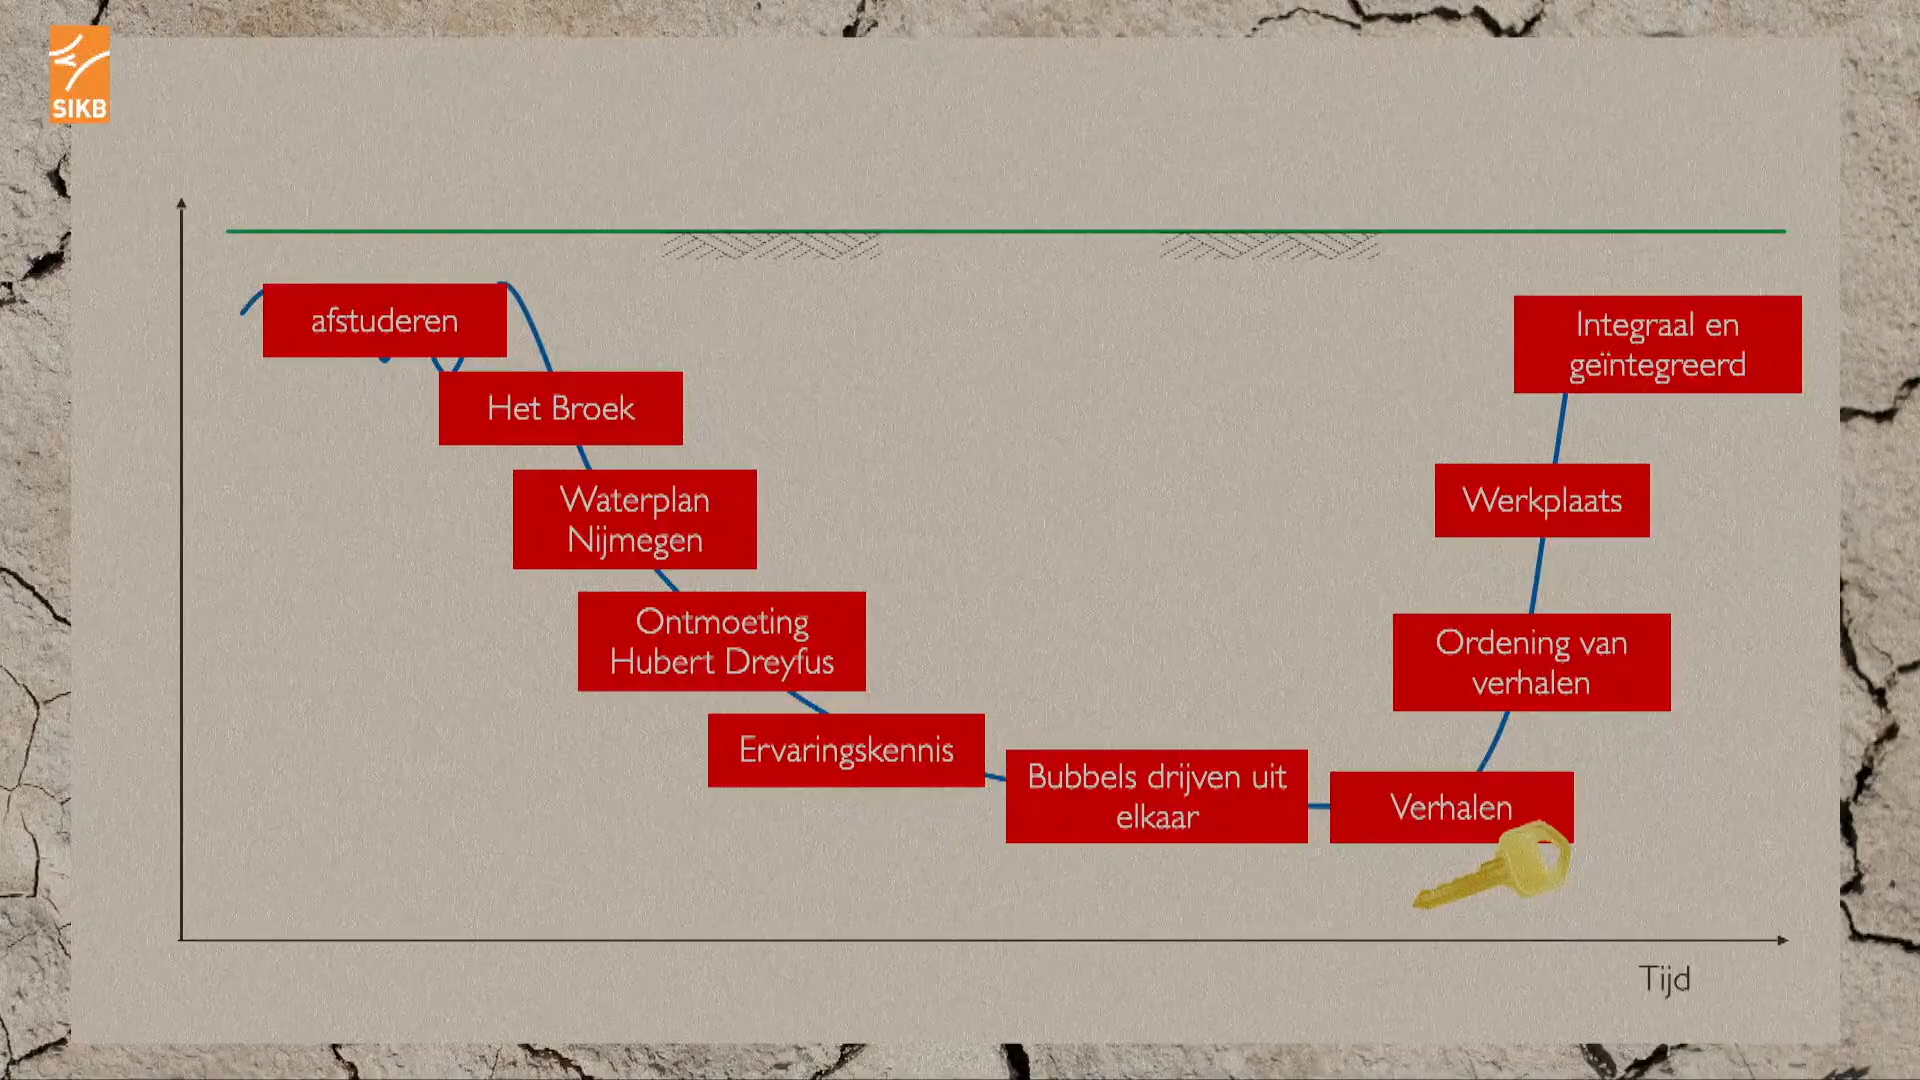 SIKB
afstuderen
Het Broek
Waterplan
Nijmegen
Ontmoeting
Hubert Dreyfus
Ervaringskennis
Bubbels drijven uit
elkaar
Verhalen
Ordening van
verhalen
Werkplaats
Integraal en
geïntegreerd
Tijd